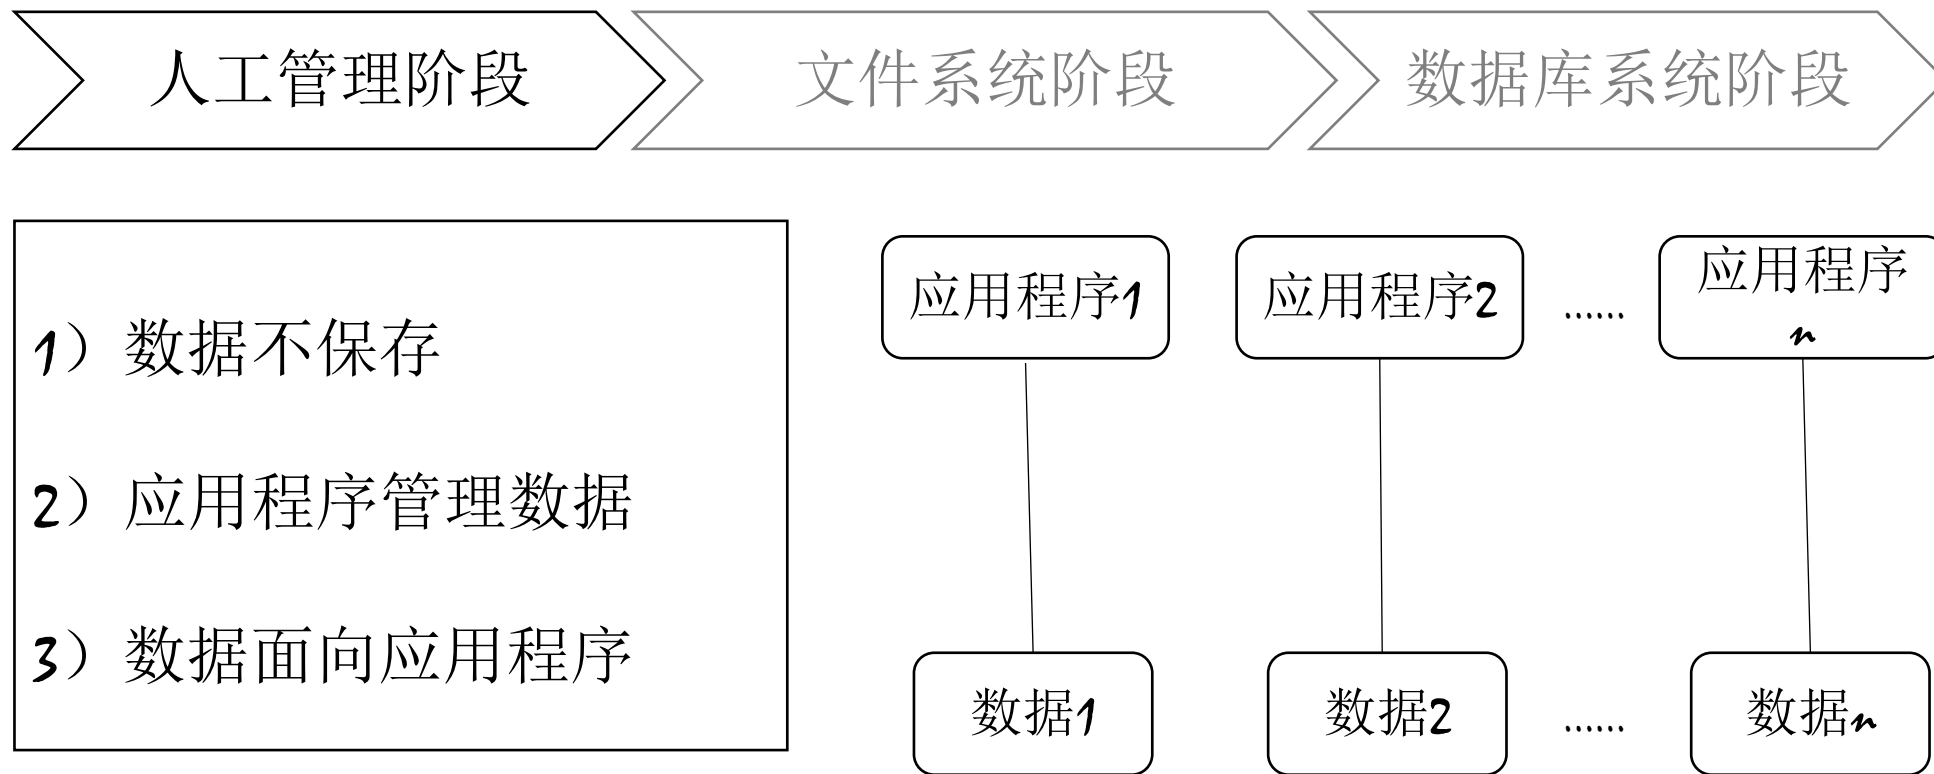 人工管理阶段
文件系统阶段
数据库系统阶段
1）数据不保存
2）应用程序管理数据
3）数据面向应用程序
应用程序1
应用程序2
......
应用程序
n
数据1
数据2
......
数据n